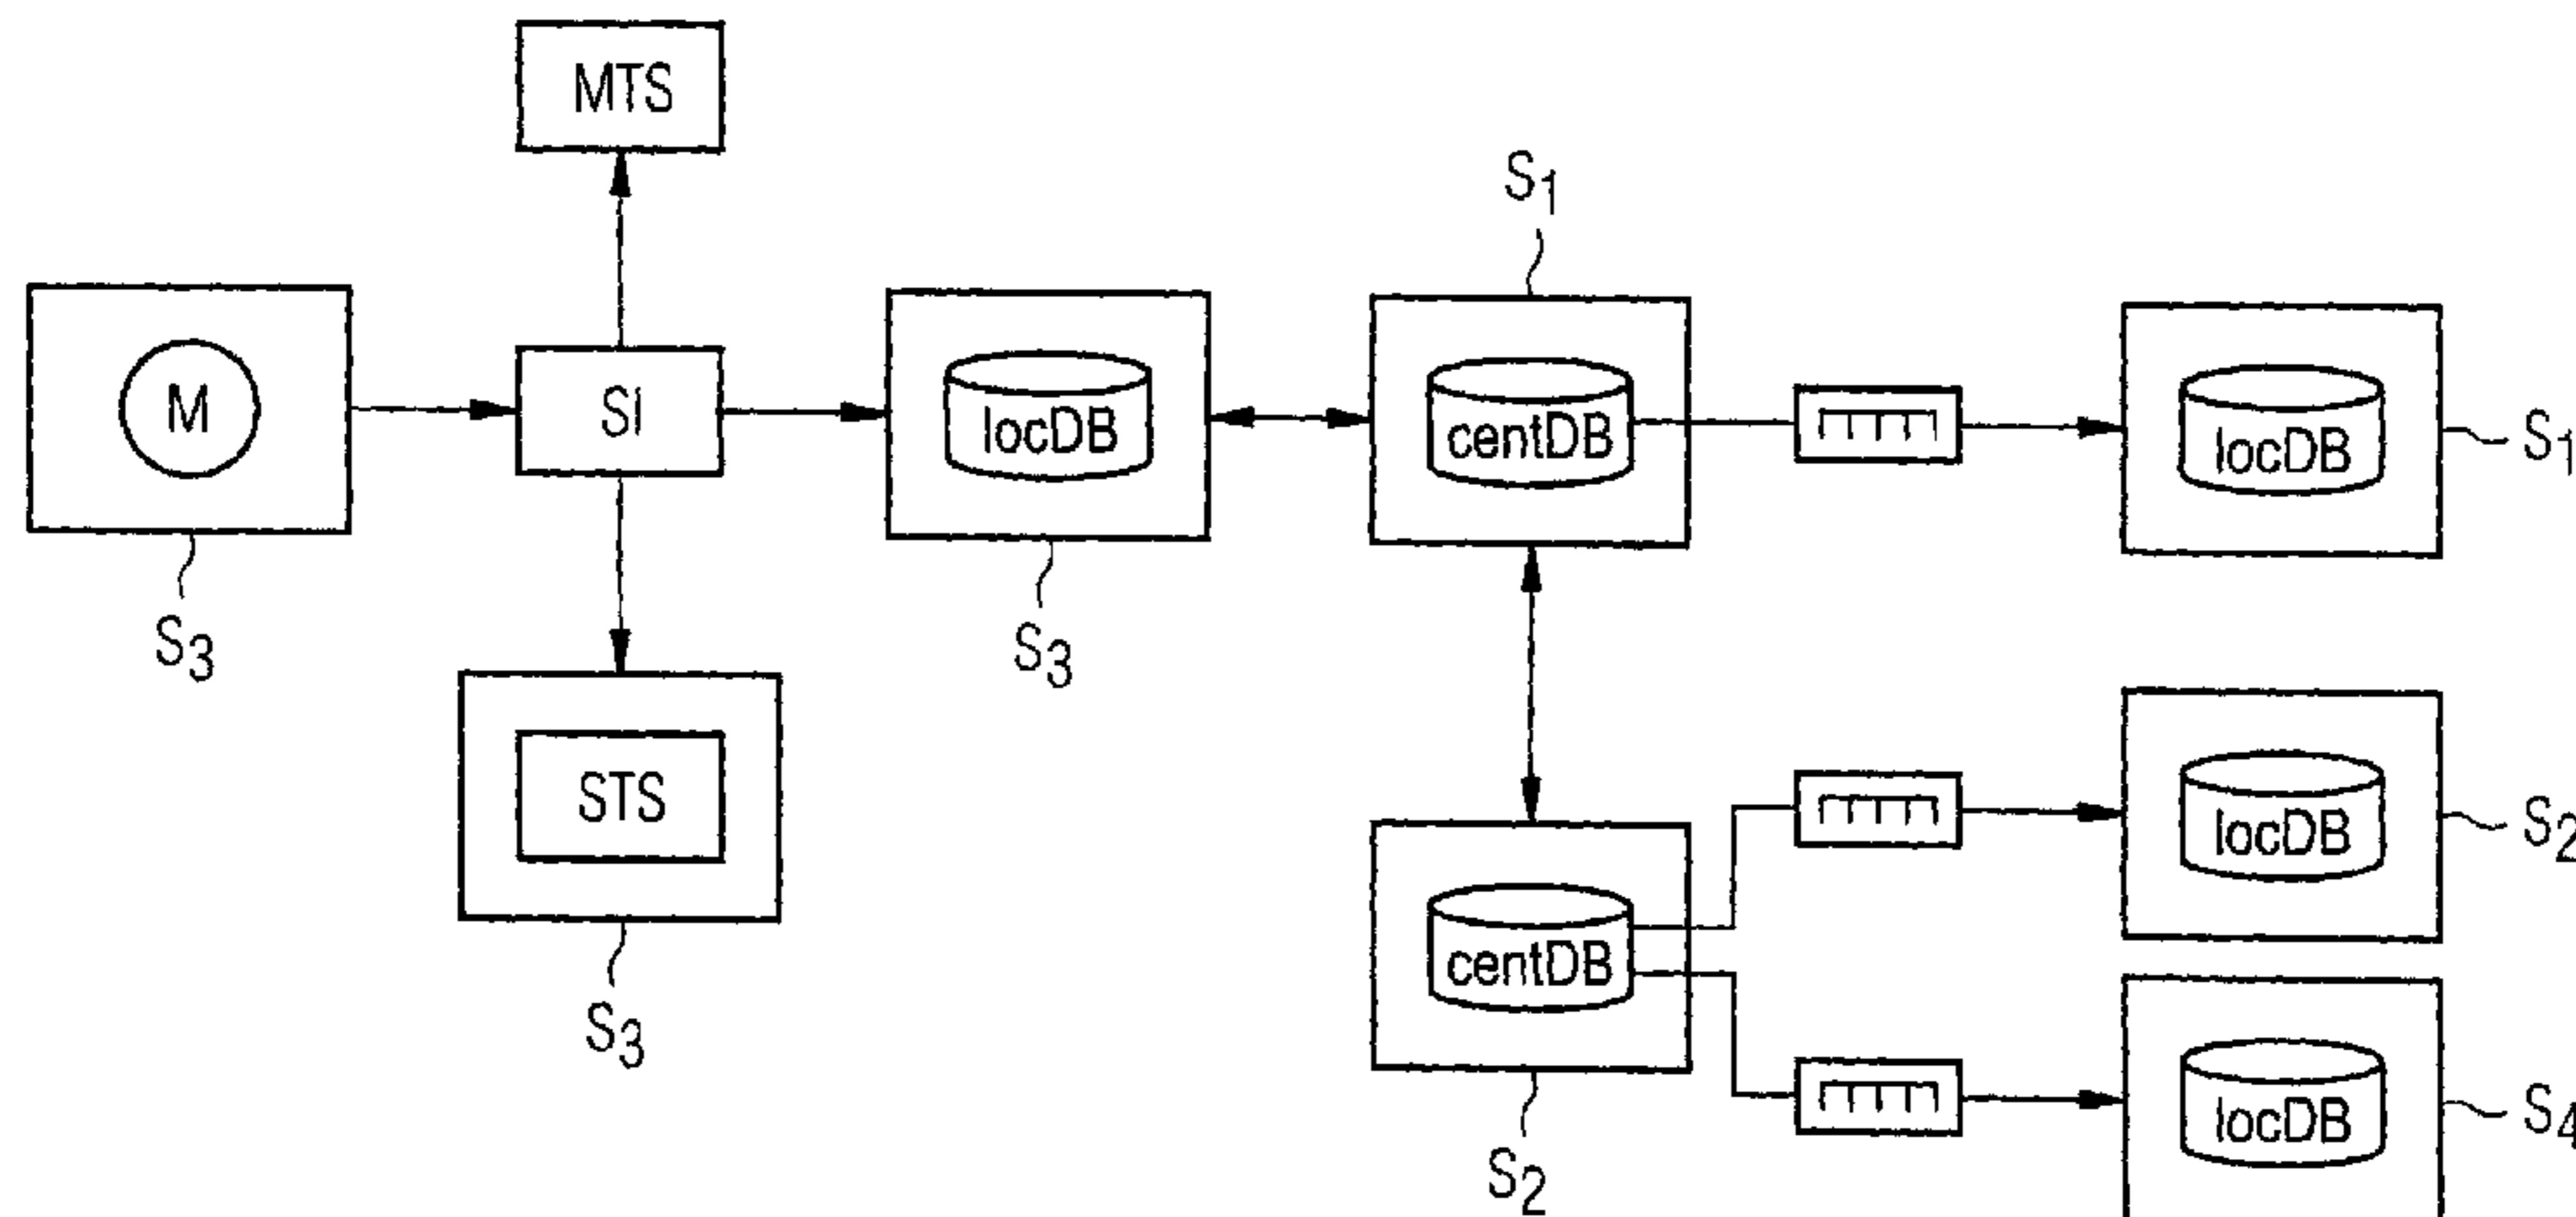 MTS
S1
M
SI
locDB
centDB
locDB
S1
S3
S3
STS
locDB
S2
centDB
S3
locDB
S4
S2